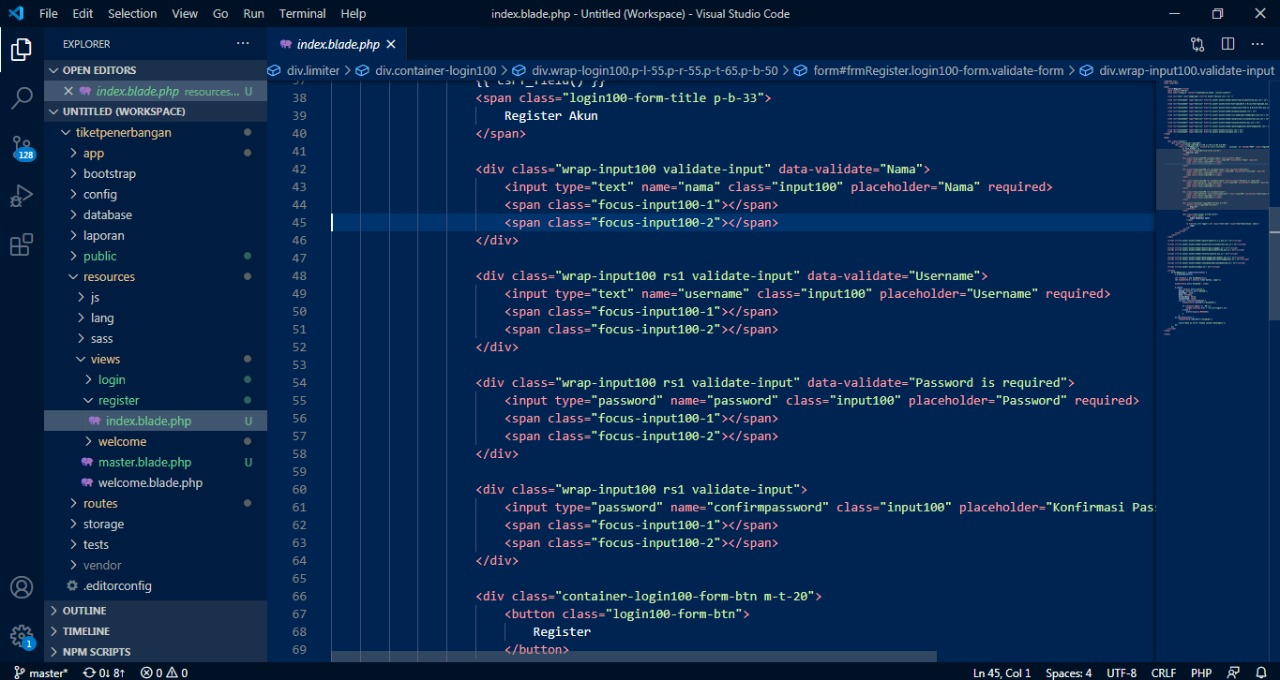 File Edit Selection View Go Run Terminal Help index.blade.php - Untitled (Workspace) - Visual Studio Code
EXPLORER ...
OPEN EDITORS
index.blade.php resources... U
UNTITLED (WORKSPACE)
tiketpenerbangan
app
bootstrap
config
database
laporan
public
resources
js
lang
sass
views
login
register
index.blade.php U
welcome
master.blade.php U
welcome.blade.php
routes
storage
tests
vendor
.editorconfig
OUTLINE
TIMELINE
NPM SCRIPTS
128
1
index.blade.php
div.limiter > div.container-login100 > div.wrap-login100.p-l-55.p-r-55.p-t-65.p-b-50 > form#frmRegister.login100-form.validate-form > div.wrap-input100.validate-input
37 {{ csrf_field() }}
38 <span class="login100-form-title p-b-33">
39 Register Akun
40 </span>
41
42 <div class="wrap-input100 validate-input" data-validate="Nama">
43 <input type="text" name="nama" class="input100" placeholder="Nama" required>
44 <span class="focus-input100-1"></span>
45 <span class="focus-input100-2"></span>
46 </div>
47
48 <div class="wrap-input100 rs1 validate-input" data-validate="Username">
49 <input type="text" name="username" class="input100" placeholder="Username" required>
50 <span class="focus-input100-1"></span>
51 <span class="focus-input100-2"></span>
52 </div>
53
54 <div class="wrap-input100 rs1 validate-input" data-validate="Password is required">
55 <input type="password" name="password" class="input100" placeholder="Password" required>
56 <span class="focus-input100-1"></span>
57 <span class="focus-input100-2"></span>
58 </div>
59
60 <div class="wrap-input100 rs1 validate-input">
61 <input type="password" name="confirmpassword" class="input100" placeholder="Konfirmasi Pas
62 <span class="focus-input100-1"></span>
63 <span class="focus-input100-2"></span>
64 </div>
65
66 <div class="container-login100-form-btn m-t-20">
67 <button class="login100-form-btn">
68 Register
69 </button>
master* 0↓ 8↑ 0 0 Ln 45, Col 1 Spaces: 4 UTF-8 CRLF PHP